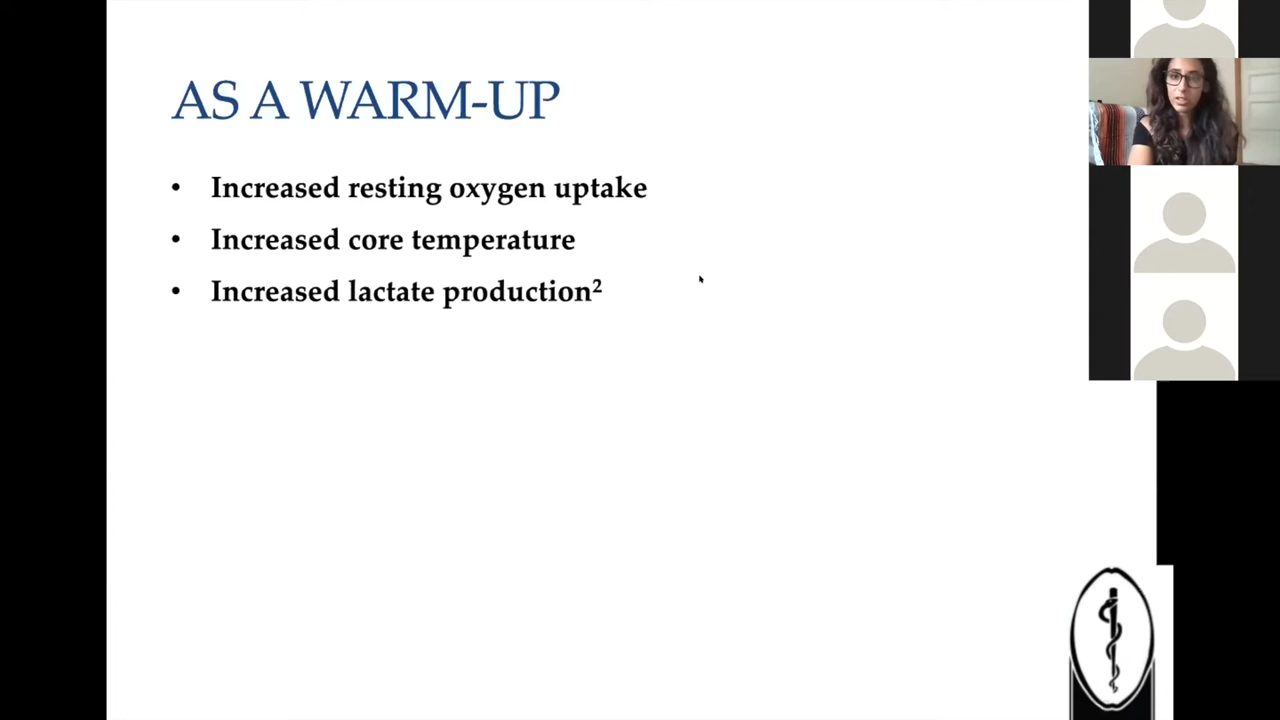 AS A WARM-UP
• Increased resting oxygen uptake
• Increased core temperature
• Increased lactate production²